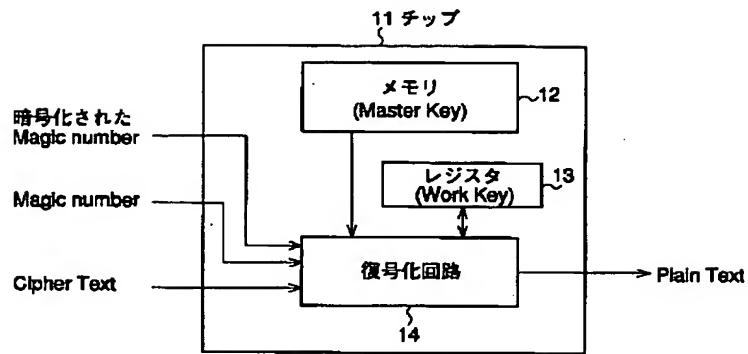 11 チップ
メモリ
(Master Key)
12
暗号化された
Magic number
レジスタ
(Work Key)
13
Magic number
復号化回路
Cipher Text
Plain Text
14